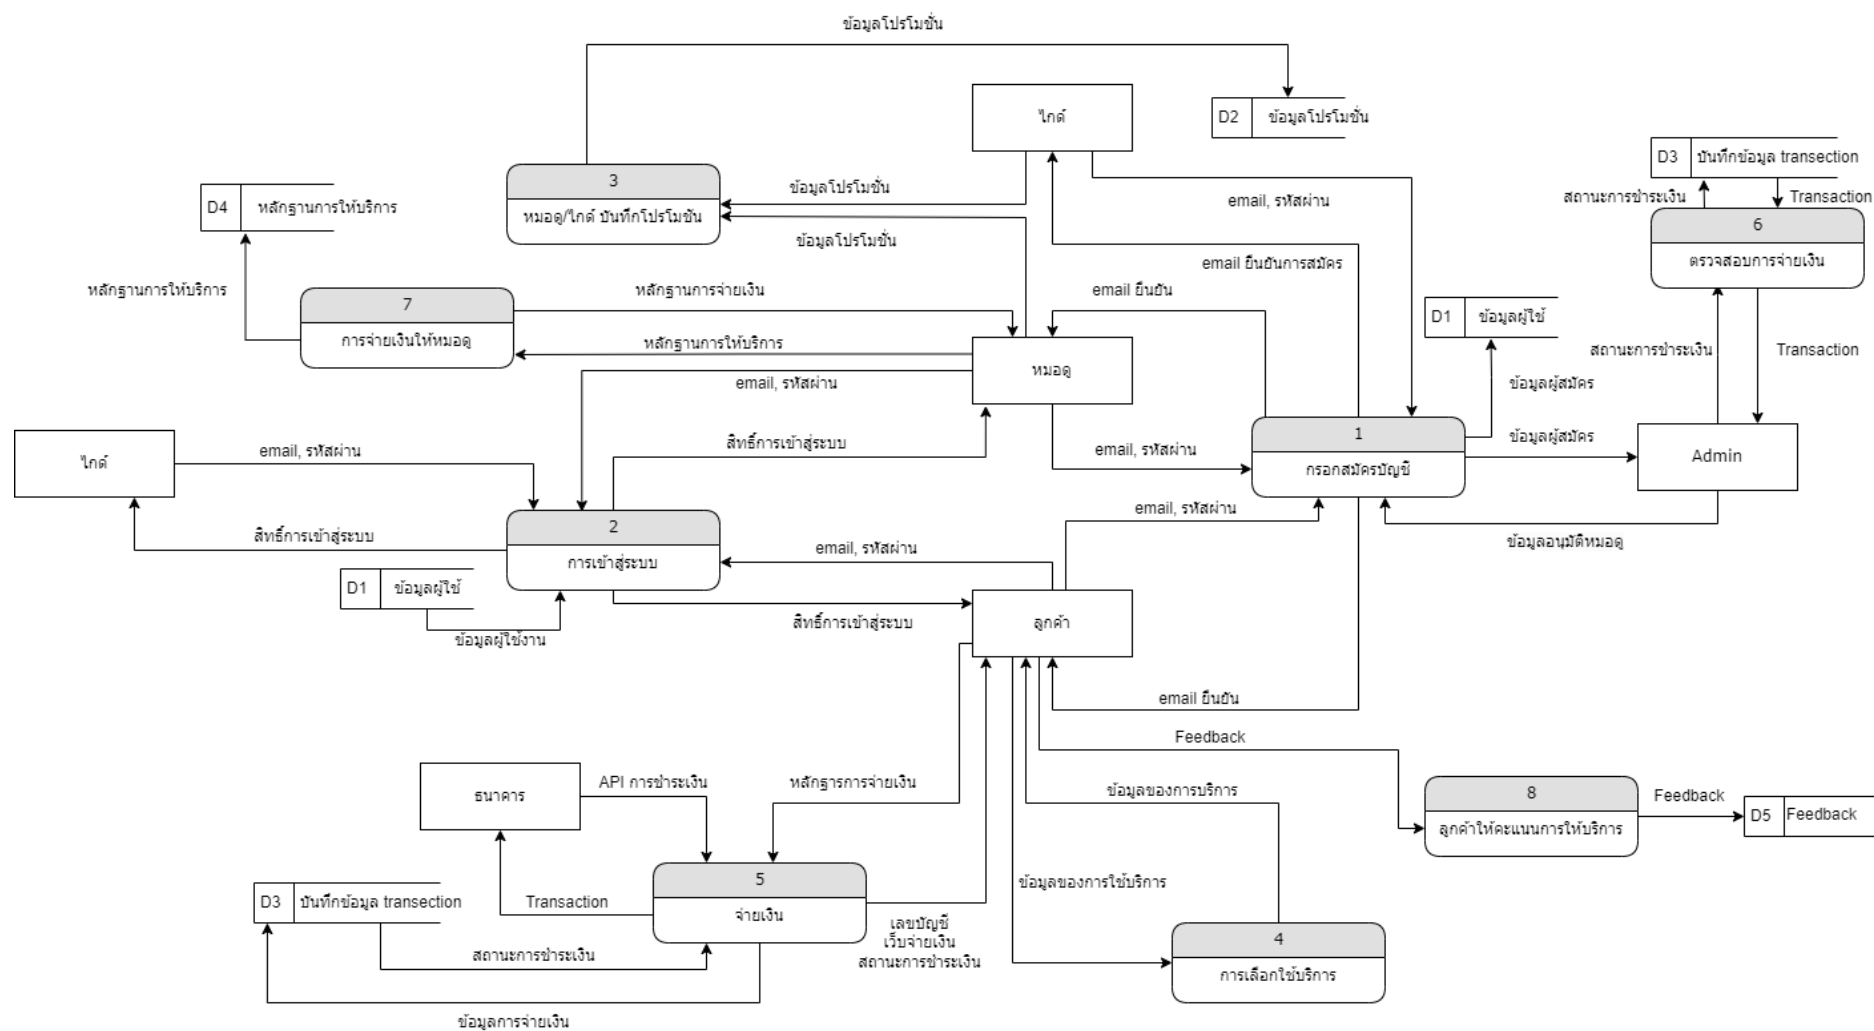 ข้อมูลโปรโมชั่น
ไกด์
D2 ข้อมูลโปรโมชั่น
D3 บันทึกข้อมูล transection
3
หมอดู/ไกด์ บันทึกโปรโมชัน
ข้อมูลโปรโมชั่น
email, รหัสผ่าน
สถานะการชำระเงิน
Transaction
D4 หลักฐานการให้บริการ
6
ตรวจสอบการจ่ายเงิน
ข้อมูลโปรโมชั่น
email ยืนยันการสมัคร
หลักฐานการให้บริการ
7
การจ่ายเงินให้หมอดู
หลักฐานการจ่ายเงิน
email ยืนยัน
D1 ข้อมูลผู้ใช้
หลักฐานการให้บริการ
หมอดู
สถานะการชำระเงิน
Transaction
email, รหัสผ่าน
ข้อมูลผู้สมัคร
ไกด์
email, รหัสผ่าน
สิทธิ์การเข้าสู่ระบบ
email, รหัสผ่าน
1
กรอกสมัครบัญชี
ข้อมูลผู้สมัคร
Admin
สิทธิ์การเข้าสู่ระบบ
2
การเข้าสู่ระบบ
email, รหัสผ่าน
email, รหัสผ่าน
ข้อมูลอนุมัติหมอดู
D1 ข้อมูลผู้ใช้
ข้อมูลผู้ใช้งาน
สิทธิ์การเข้าสู่ระบบ
ลูกค้า
email ยืนยัน
Feedback
ธนาคาร
API การชำระเงิน
หลักฐารการจ่ายเงิน
ข้อมูลของการบริการ
8
ลูกค้าให้คะแนนการให้บริการ
Feedback
D5 Feedback
5
จ่ายเงิน
ข้อมูลของการใช้บริการ
D3 บันทึกข้อมูล transection
Transaction
เลขบัญชี
เว็บจ่ายเงิน
สถานะการชำระเงิน
4
การเลือกใช้บริการ
สถานะการชำระเงิน
ข้อมูลการจ่ายเงิน